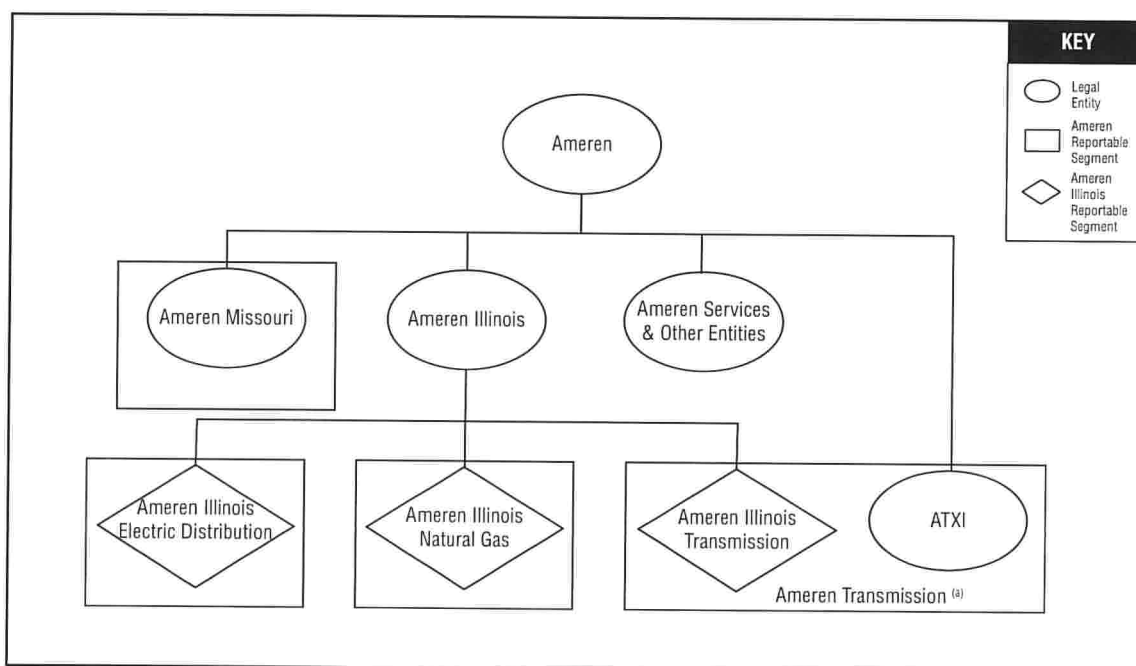 KEY
Legal
Entity
Ameren
Reportable
Segment
Ameren
Illinois
Reportable
Segment
Ameren
Ameren Missouri
Ameren Illinois
Ameren Services
& Other Entities
Ameren Illinois
Electric Distribution
Ameren Illinois
Natural Gas
Ameren Illinois
Transmission
ATXI
Ameren Transmission (a)